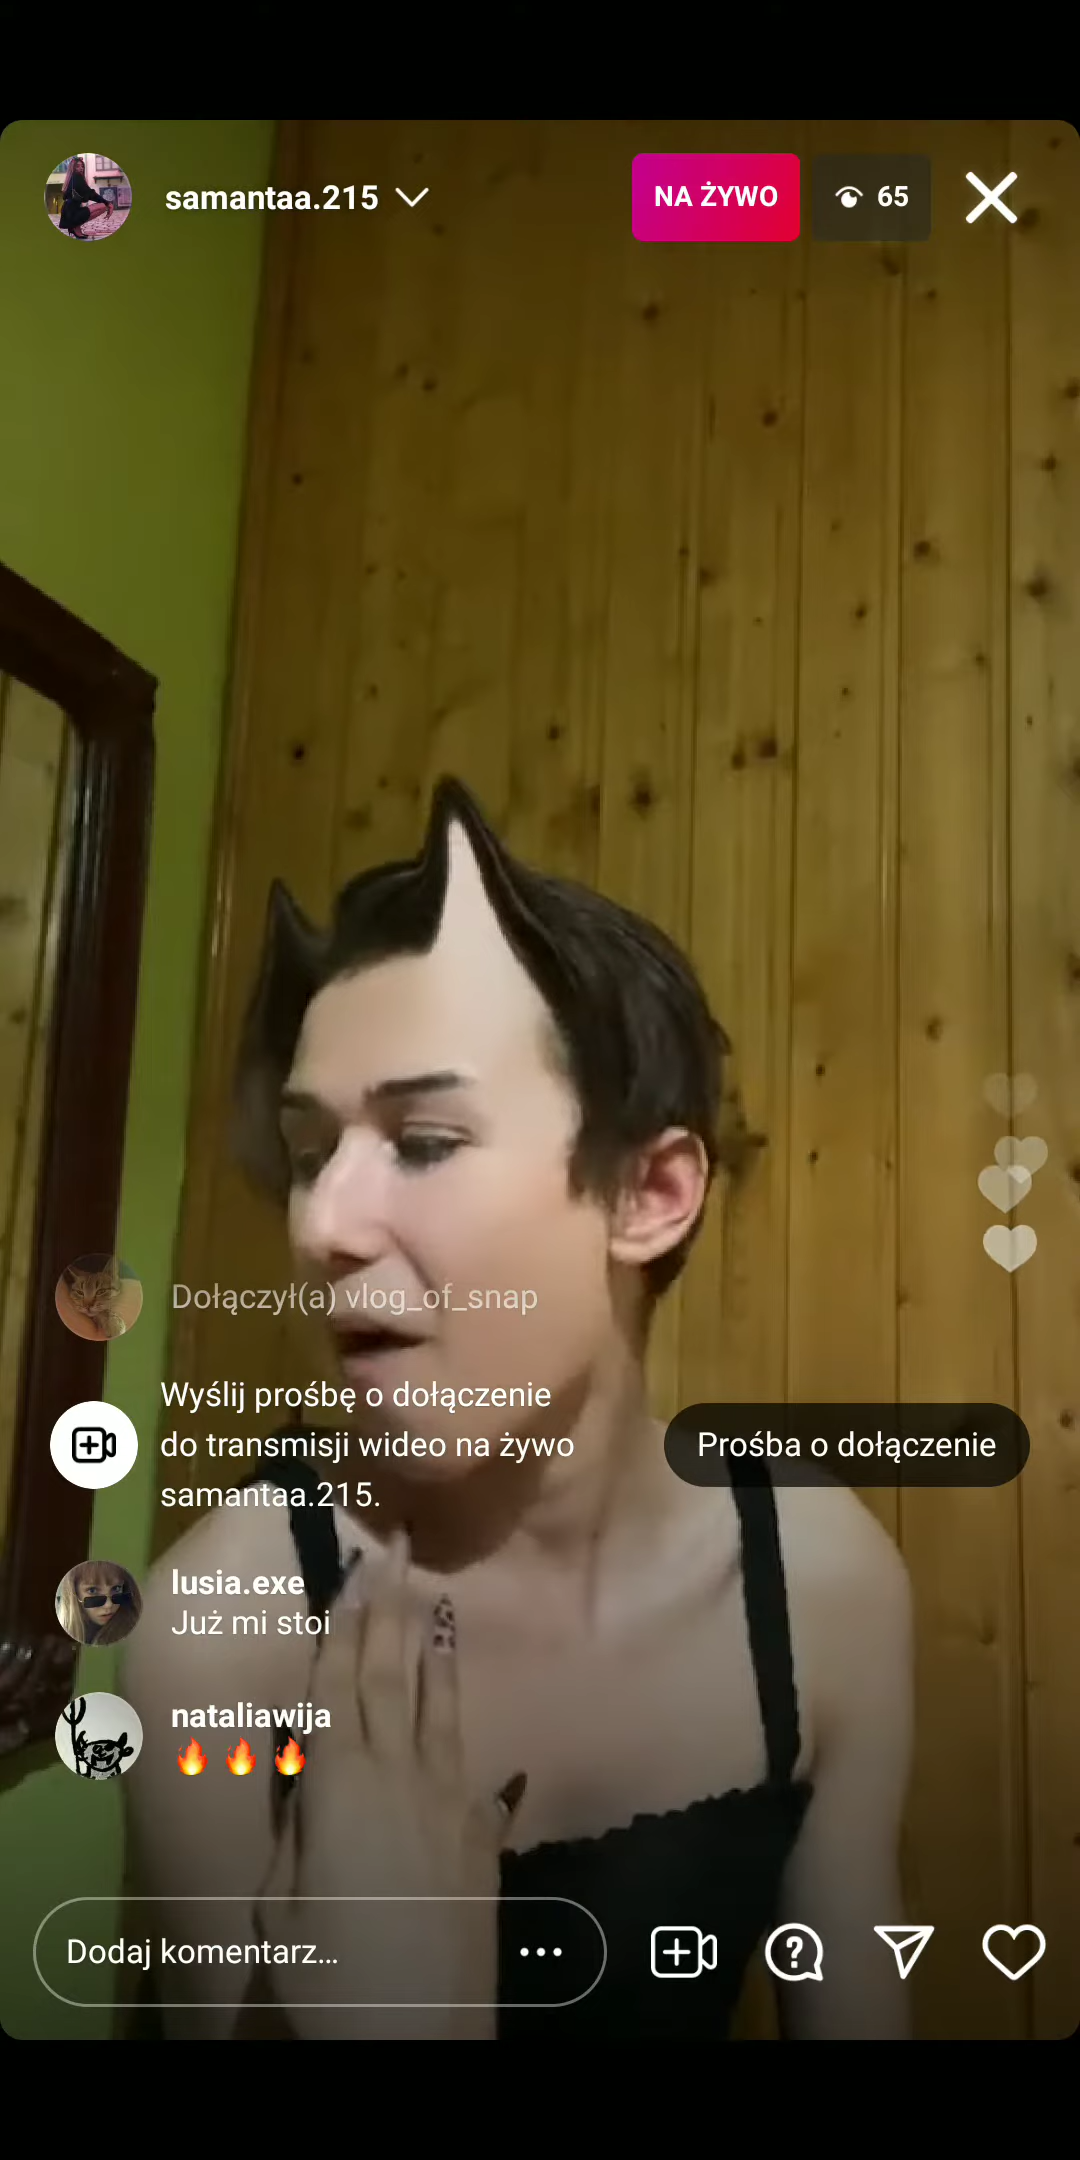 samantaa.215
NA ŻYWO
65
Dołączył(a) vlog_of_snap
Wyślij prośbę o dołączenie
do transmisji wideo na żywo
samantaa.215.
Prośba o dołączenie
lusia.exe
Już mi stoi
nataliawija
🔥 🔥 🔥
Dodaj komentarz...